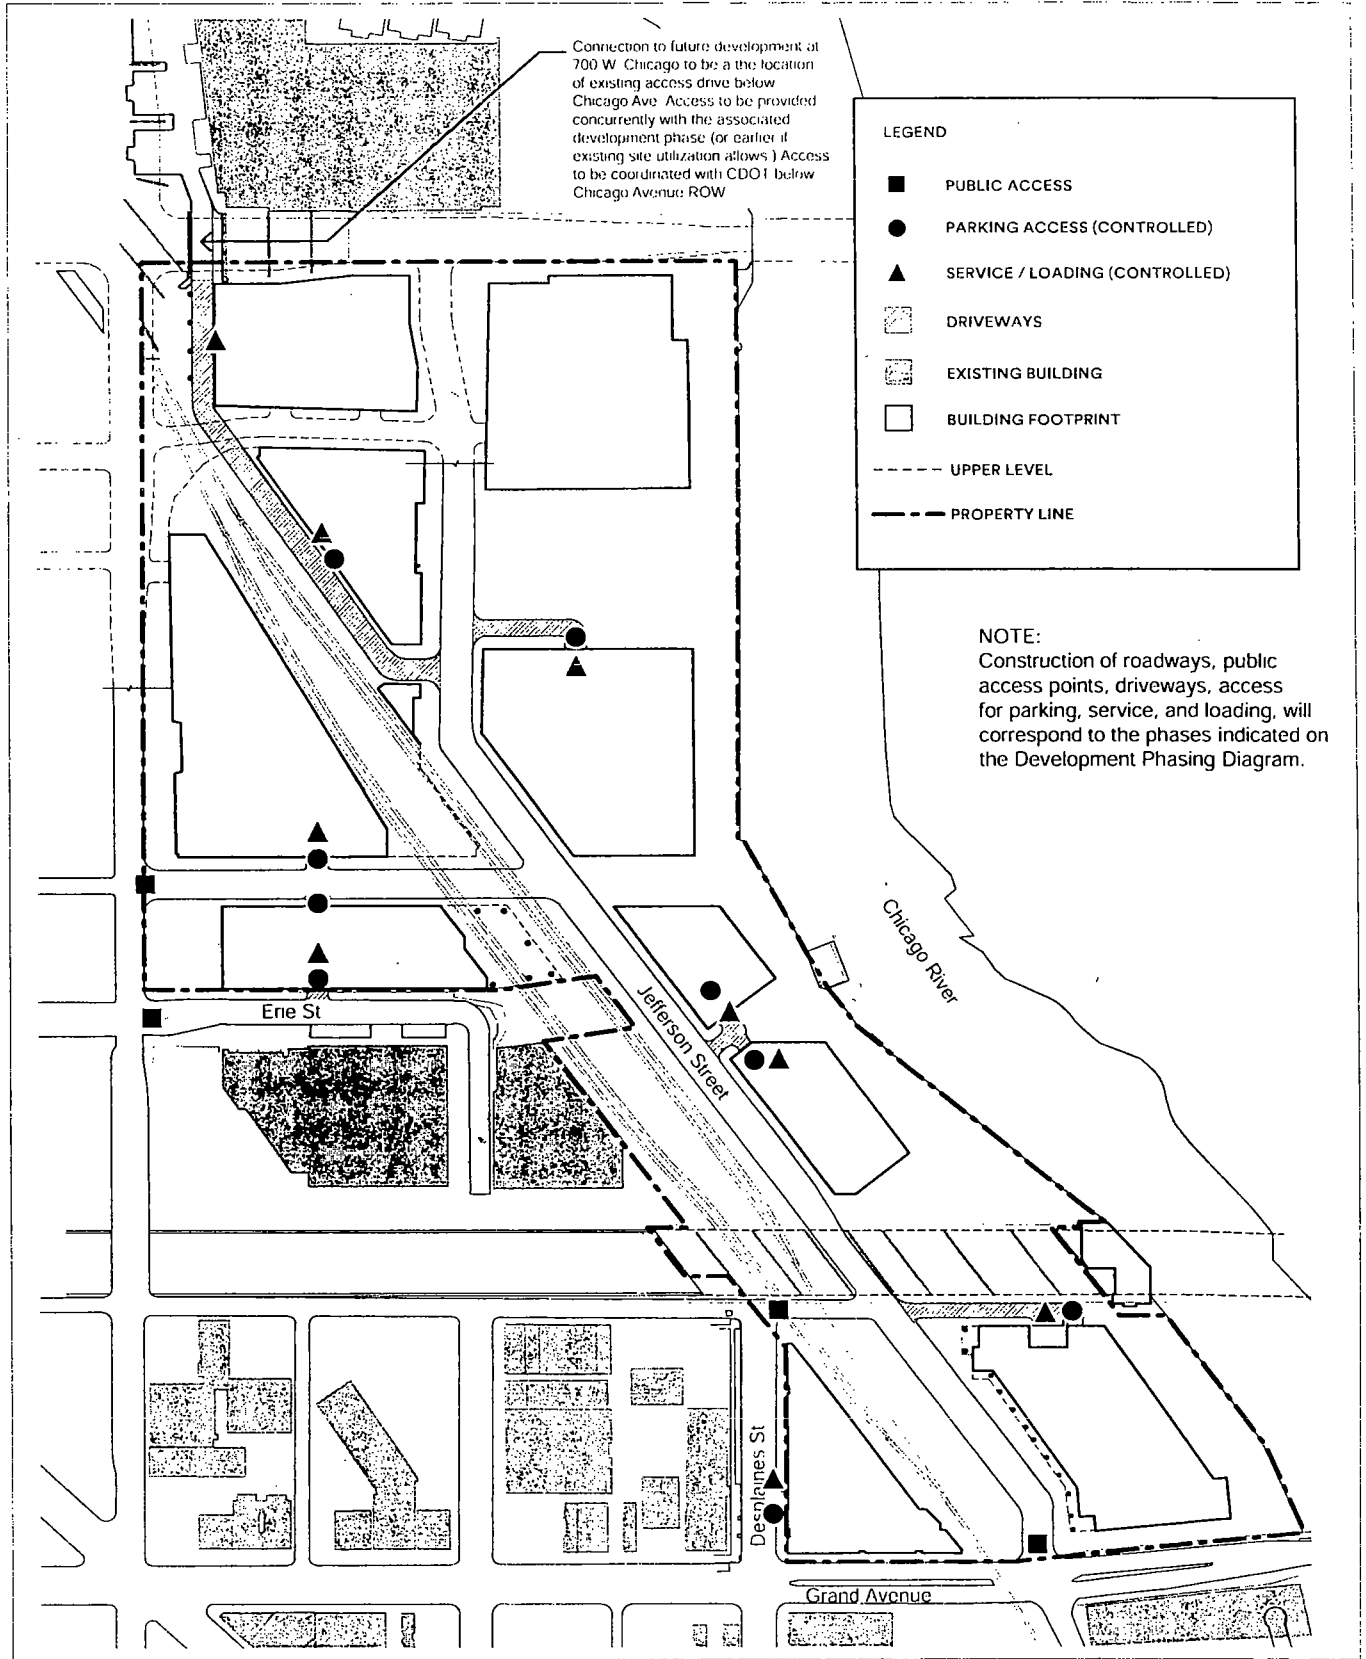 Connection to future development at
700 W Chicago to be a the location
of existing access drive below
Chicago Ave Access to be provided
concurrently with the associated
development phase (or earlier if
existing site utilization allows ) Access
to be coordinated with CDOT below
Chicago Avenue ROW
LEGEND
PUBLIC ACCESS
PARKING ACCESS (CONTROLLED)
SERVICE / LOADING (CONTROLLED)
DRIVEWAYS
EXISTING BUILDING
BUILDING FOOTPRINT
UPPER LEVEL
PROPERTY LINE
NOTE:
Construction of roadways, public
access points, driveways, access
for parking, service, and loading, will
correspond to the phases indicated on
the Development Phasing Diagram.
Chicago River
Jefferson Street
Erie St
Desplaines St
Grand Avenue